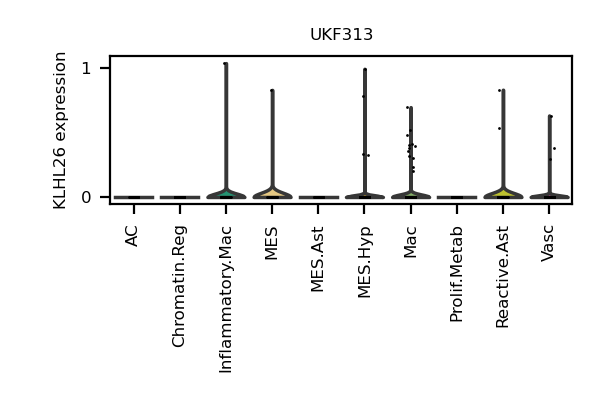 UKF313
KLHL26 expression
1
0
AC
Chromatin.Reg
Inflammatory.Mac
MES
MES.Ast
MES.Hyp
Mac
Prolif.Metab
Reactive.Ast
Vasc